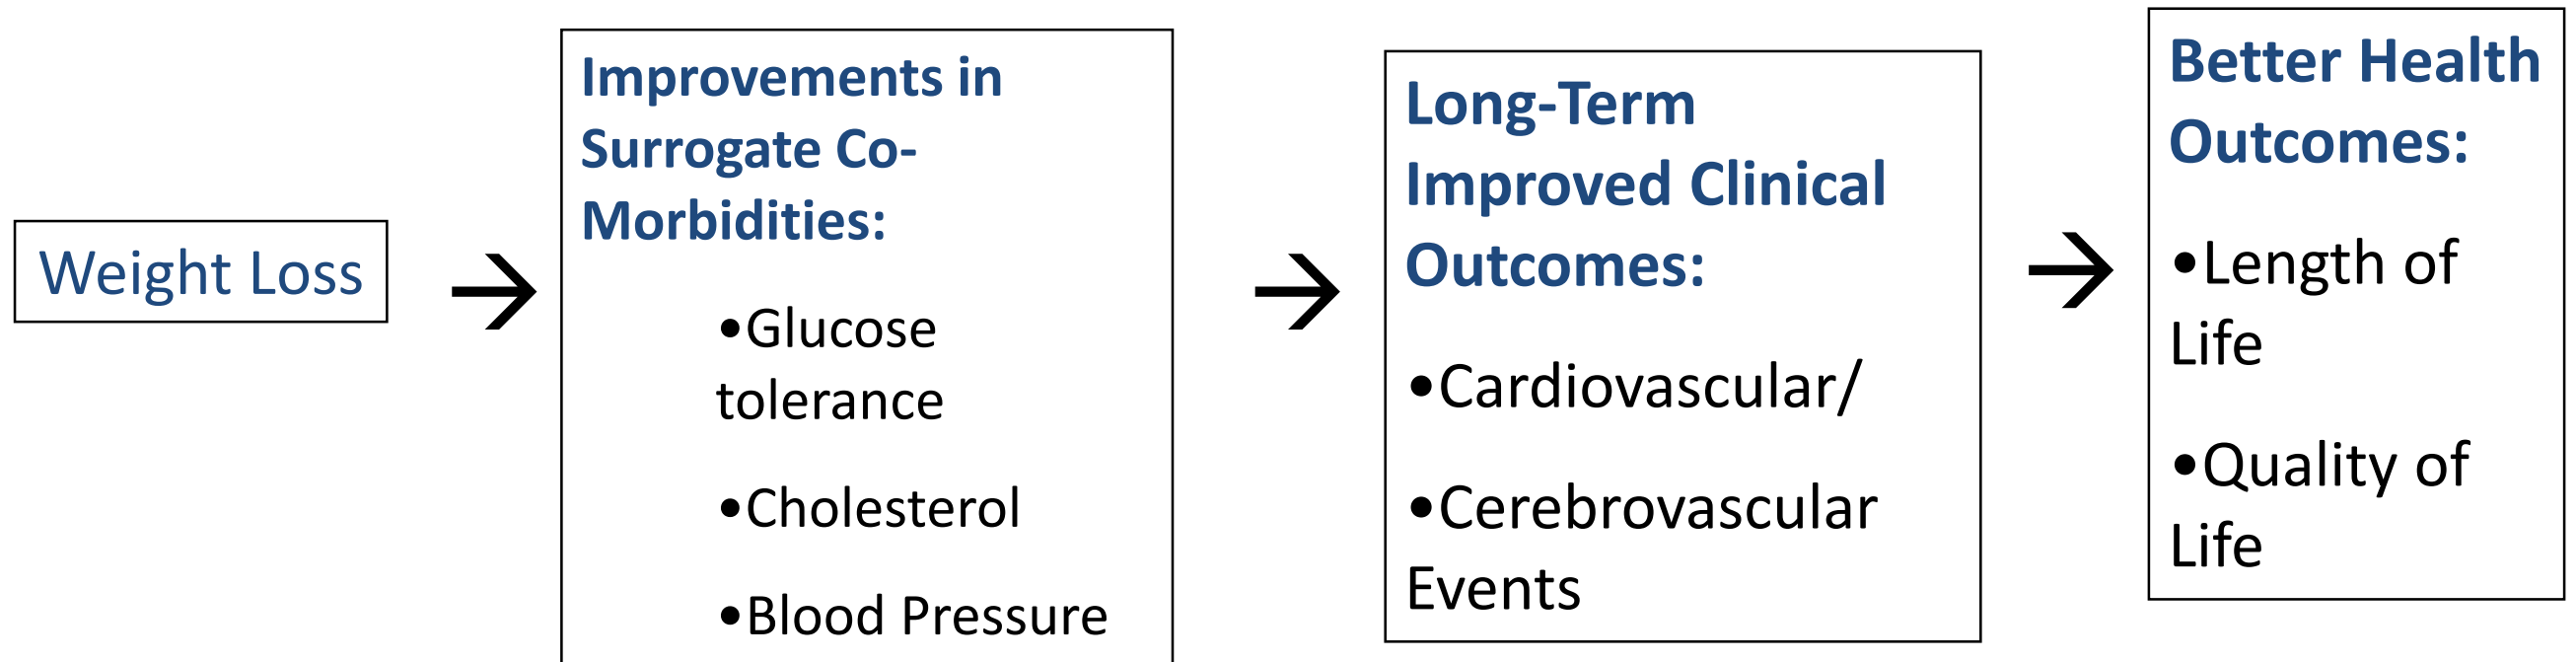 Weight Loss
→
Improvements in
Surrogate Co-
Morbidities:
•Glucose
tolerance
•Cholesterol
•Blood Pressure
→
Long-Term
Improved Clinical
Outcomes:
•Cardiovascular/
•Cerebrovascular
Events
→
Better Health
Outcomes:
•Length of
Life
•Quality of
Life